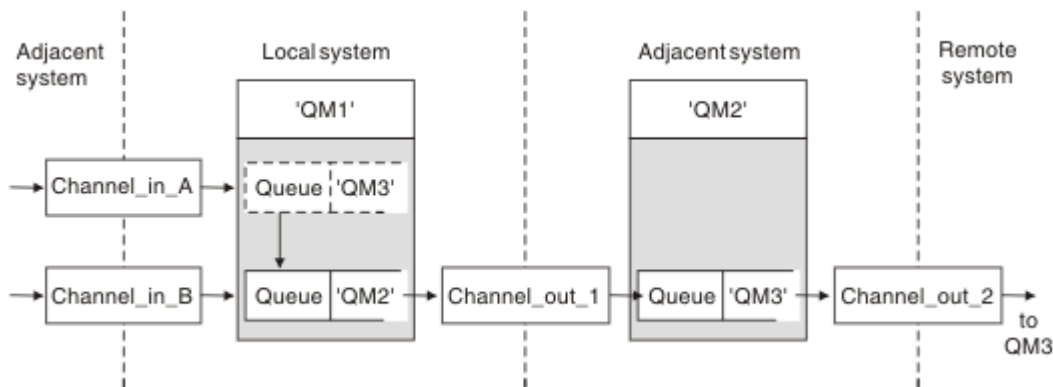 Adjacent system
Local system
Adjacent system
Remote system
'QM1'
'QM2'
Channel_in_A
Queue 'QM3'
Channel_in_B
Queue 'QM2'
Channel_out_1
Queue 'QM3'
Channel_out_2
to
QM3